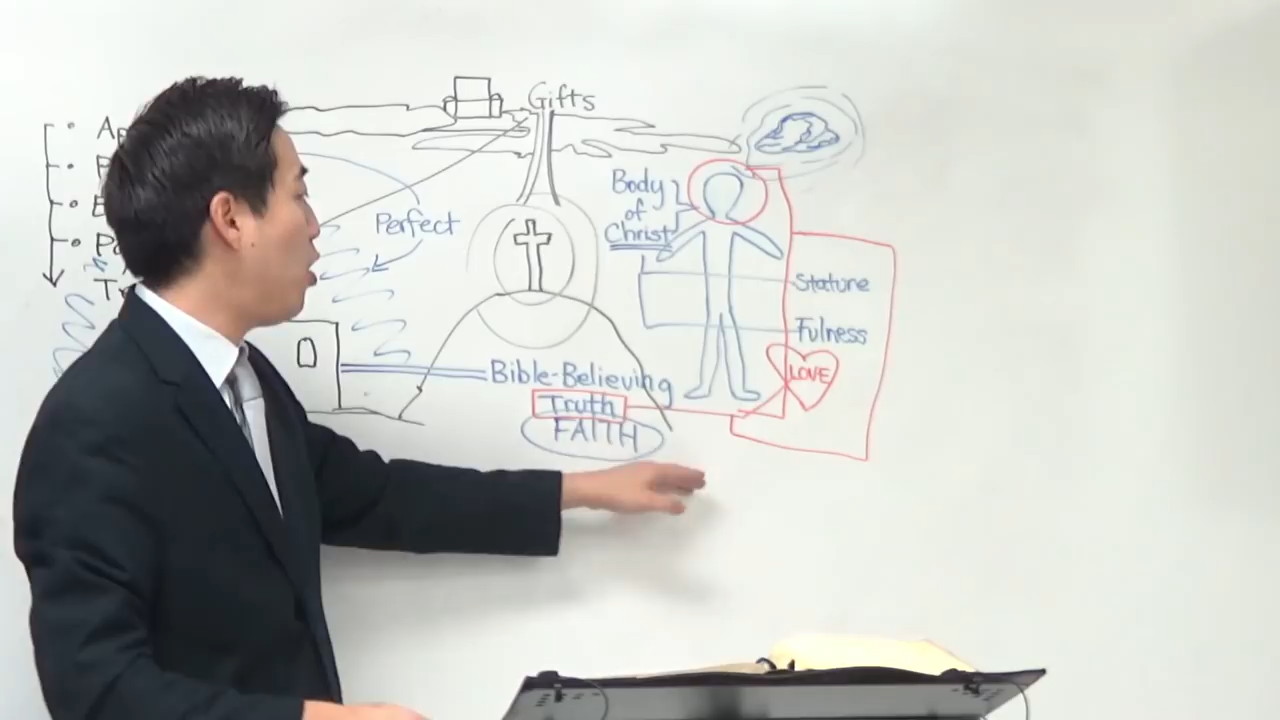 Gifts
Perfect
Body
of
Christ
Stature
Fulness
LOVE
Bible-Believing
Truth
FAITH